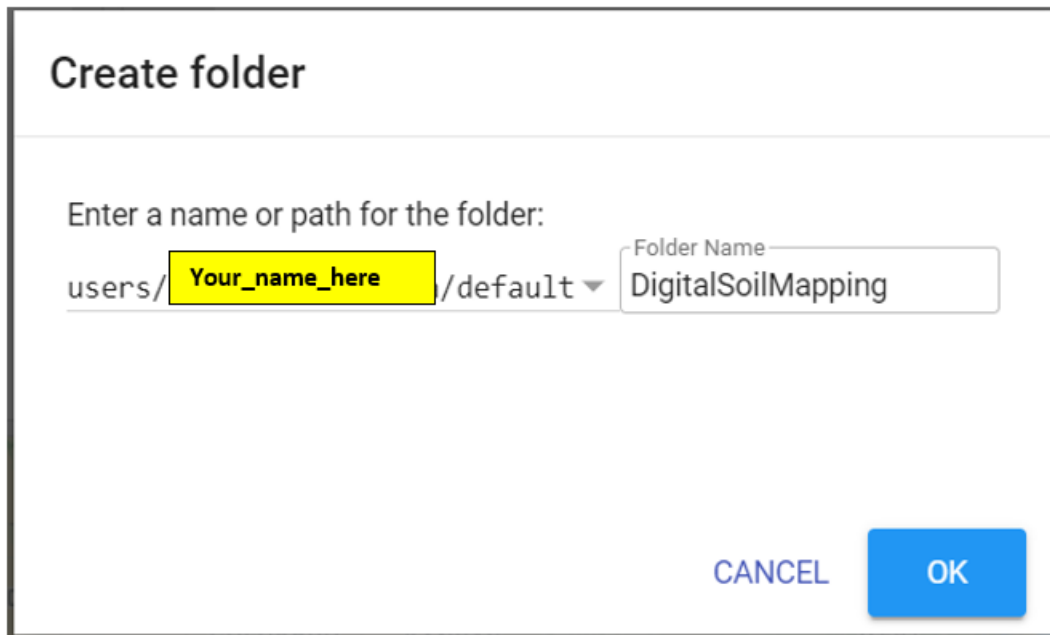 Create folder
Enter a name or path for the folder:
Folder Name
users/ Your_name_here /default DigitalSoilMapping
CANCEL OK